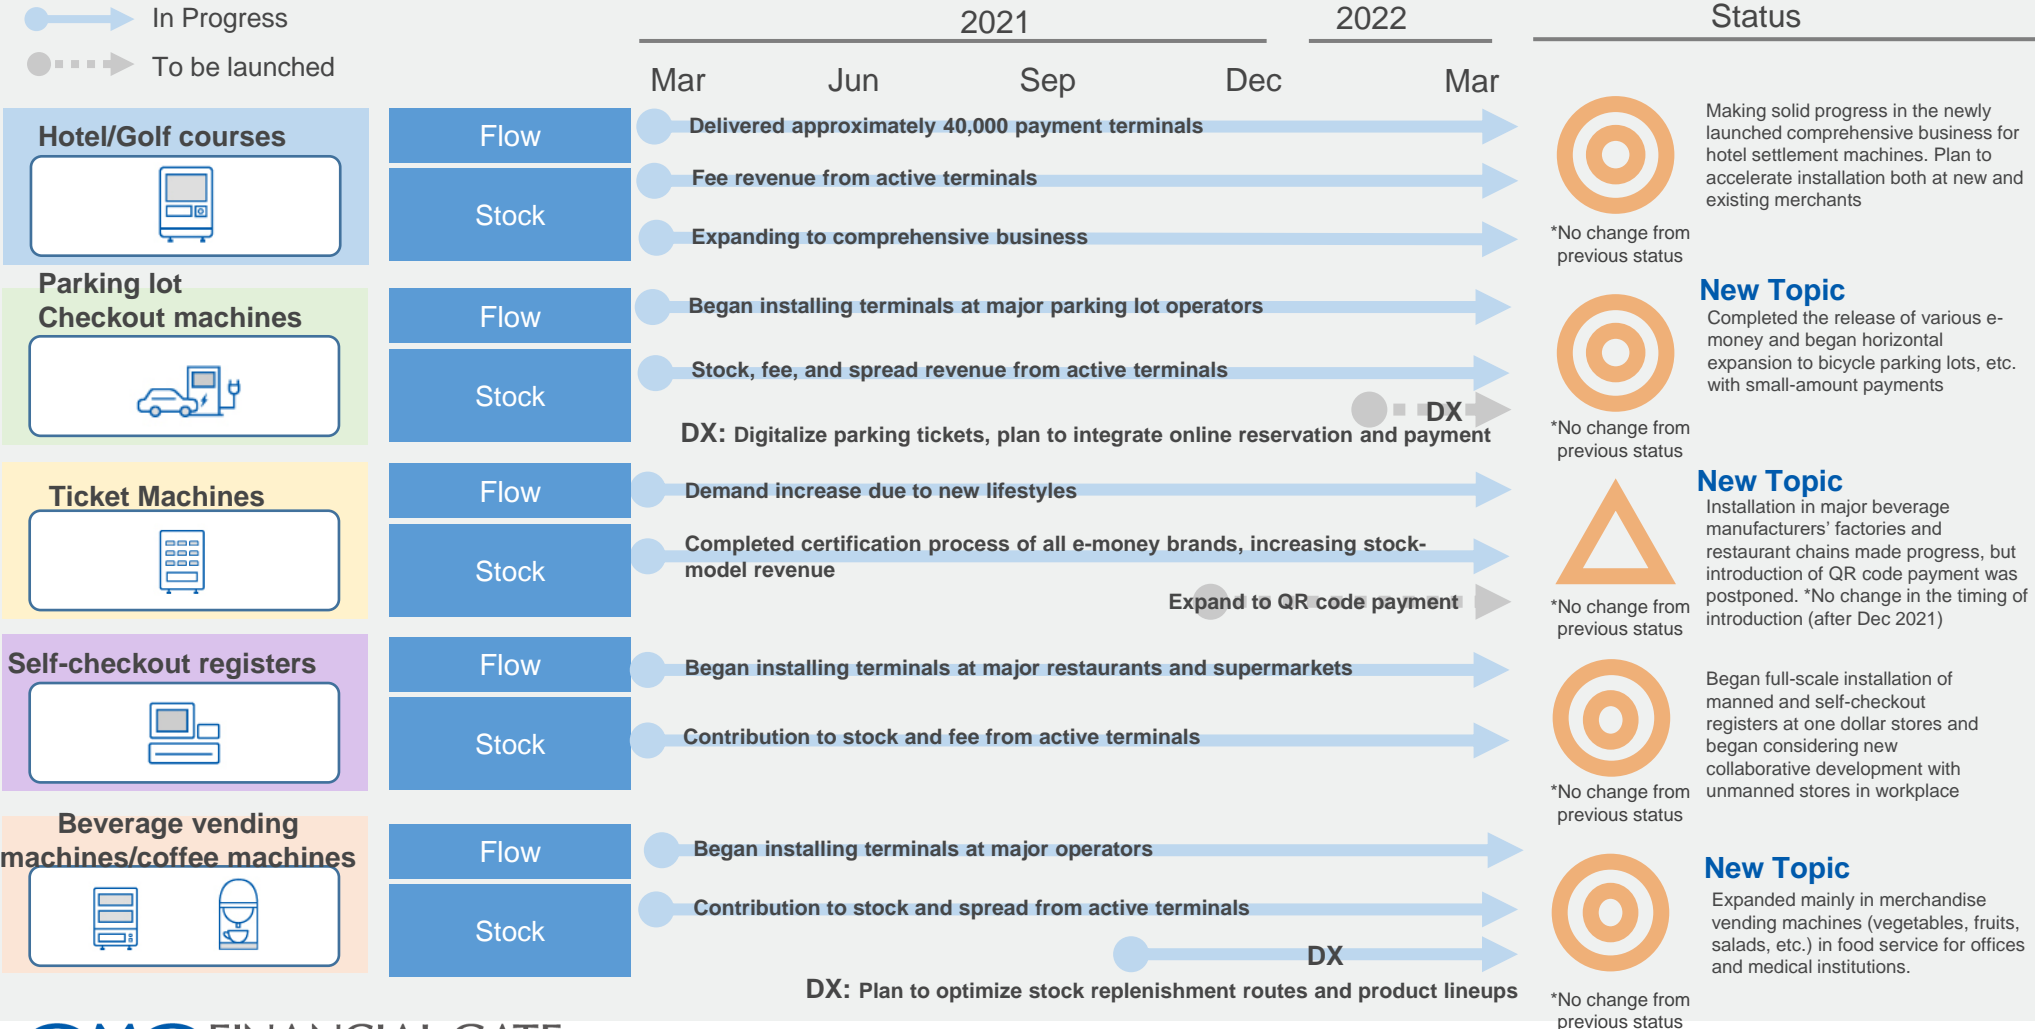 In Progress
To be launched
2021
2022
Status
Mar
Jun
Sep
Dec
Mar
Hotel/Golf courses
Flow
Delivered approximately 40,000 payment terminals
Stock
Fee revenue from active terminals
Expanding to comprehensive business
*No change from
previous status
Making solid progress in the newly
launched comprehensive business for
hotel settlement machines. Plan to
accelerate installation both at new and
existing merchants
Parking lot
Checkout machines
Flow
Began installing terminals at major parking lot operators
Stock
Stock, fee, and spread revenue from active terminals
DX
DX: Digitalize parking tickets, plan to integrate online reservation and payment
*No change from
previous status
New Topic
Completed the release of various e-
money and began horizontal
expansion to bicycle parking lots, etc.
with small-amount payments
Ticket Machines
Flow
Demand increase due to new lifestyles
Stock
Completed certification process of all e-money brands, increasing stock-
model revenue
Expand to QR code payment
*No change from
previous status
New Topic
Installation in major beverage
manufacturers' factories and
restaurant chains made progress, but
introduction of QR code payment was
postponed. *No change in the timing of
introduction (after Dec 2021)
Self-checkout registers
Flow
Began installing terminals at major restaurants and supermarkets
Stock
Contribution to stock and fee from active terminals
*No change from
previous status
Began full-scale installation of
manned and self-checkout
registers at one dollar stores and
began considering new
collaborative development with
unmanned stores in workplace
Beverage vending
machines/coffee machines
Flow
Began installing terminals at major operators
Stock
Contribution to stock and spread from active terminals
DX
DX: Plan to optimize stock replenishment routes and product lineups
*No change from
previous status
New Topic
Expanded mainly in merchandise
vending machines (vegetables, fruits,
salads, etc.) in food service for offices
and medical institutions.
GMO FINANCIAL GATE